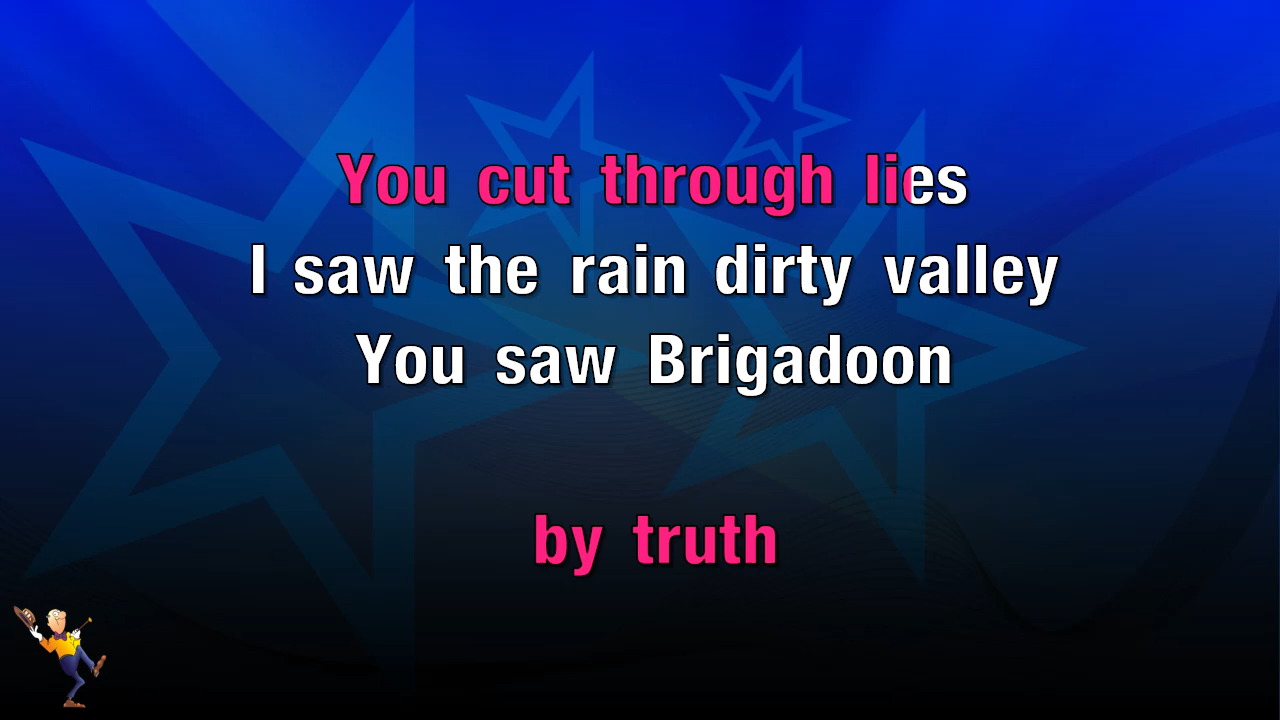 You cut through lies
I saw the rain dirty valley
You saw Brigadoon
by truth